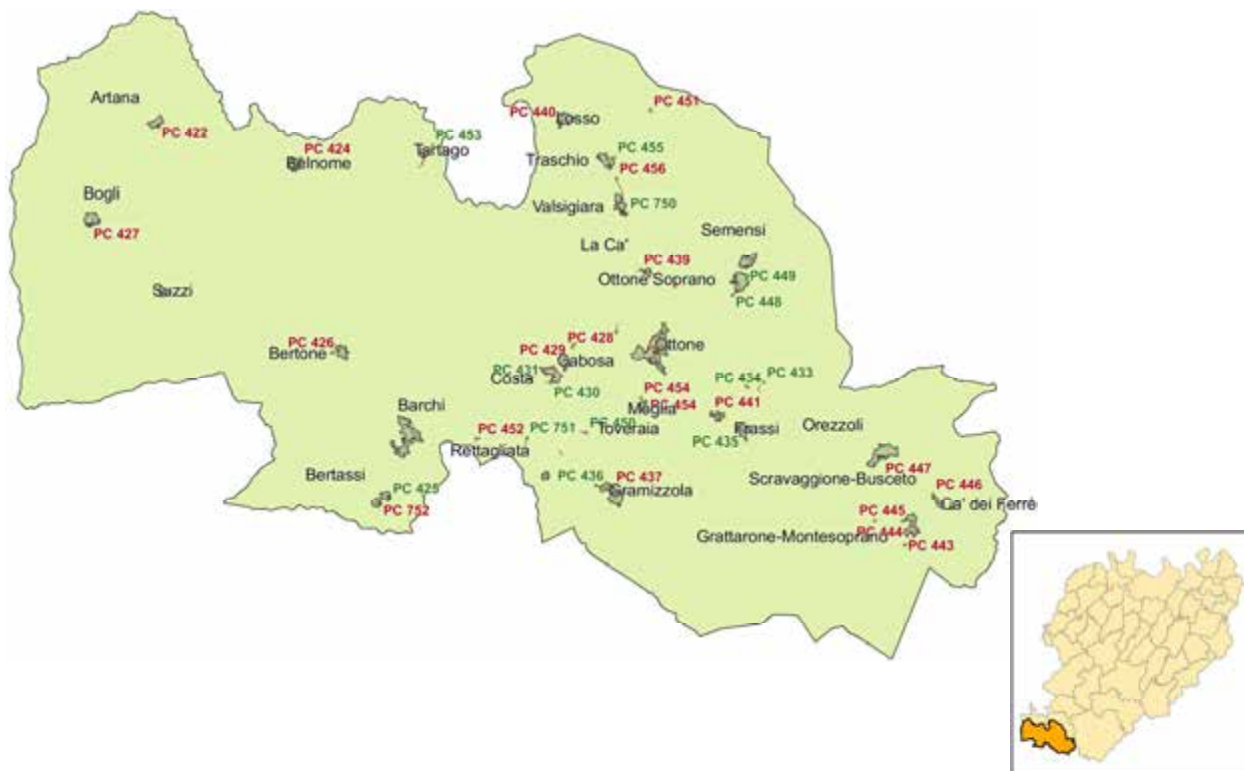 Artana
PC 422
PC 424
Belnome
PC 453
Tartago
PC 440
Losso
PC 451
PC 455
Traschio
PC 456
Valsigiara
PC 750
Bogli
PC 427
La Ca'
Semensi
PC 439
Ottone Soprano
PC 449
PC 448
Suzzi
PC 426
Bertone
PC 428
PC 429
Gabosa
Ottone
PC 431
Costa
PC 430
PC 434
PC 433
PC 454
PC 454
Moglia
PC 441
Barchi
PC 452
PC 751
PC 450
Toveraia
PC 435
Frassi
Orezzoli
Rettagliata
Bertassi
PC 425
PC 752
PC 436
PC 437
Gramizzola
PC 447
Scravaggione-Busceto
PC 446
Ca' dei Ferré
PC 445
PC 444
Grattarone-Montesoprano
PC 443